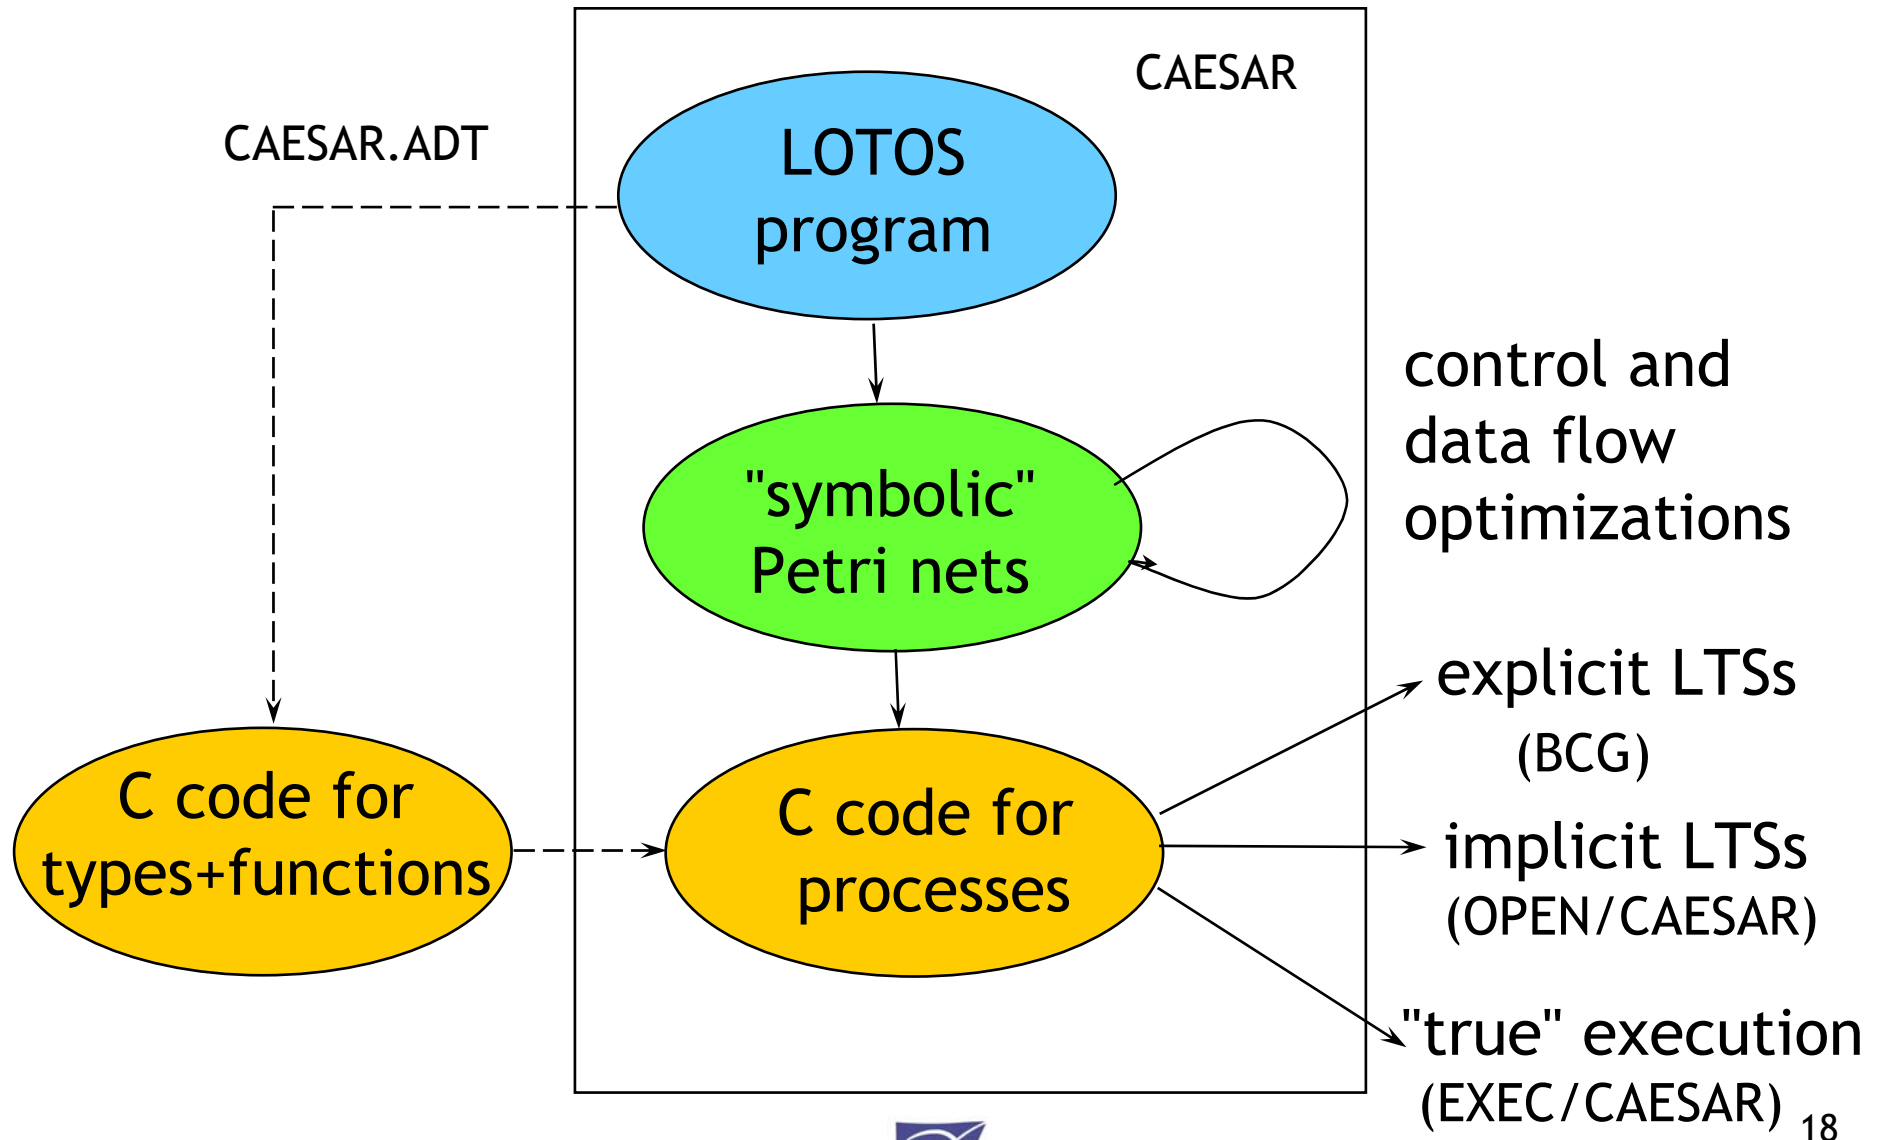 CAESAR
CAESAR.ADT
LOTOS
program
control and
data flow
optimizations
"symbolic"
Petri nets
explicit LTSs
(BCG)
C code for
types+functions
C code for
processes
implicit LTSs
(OPEN/CAESAR)
"true" execution
(EXEC/CAESAR)
18